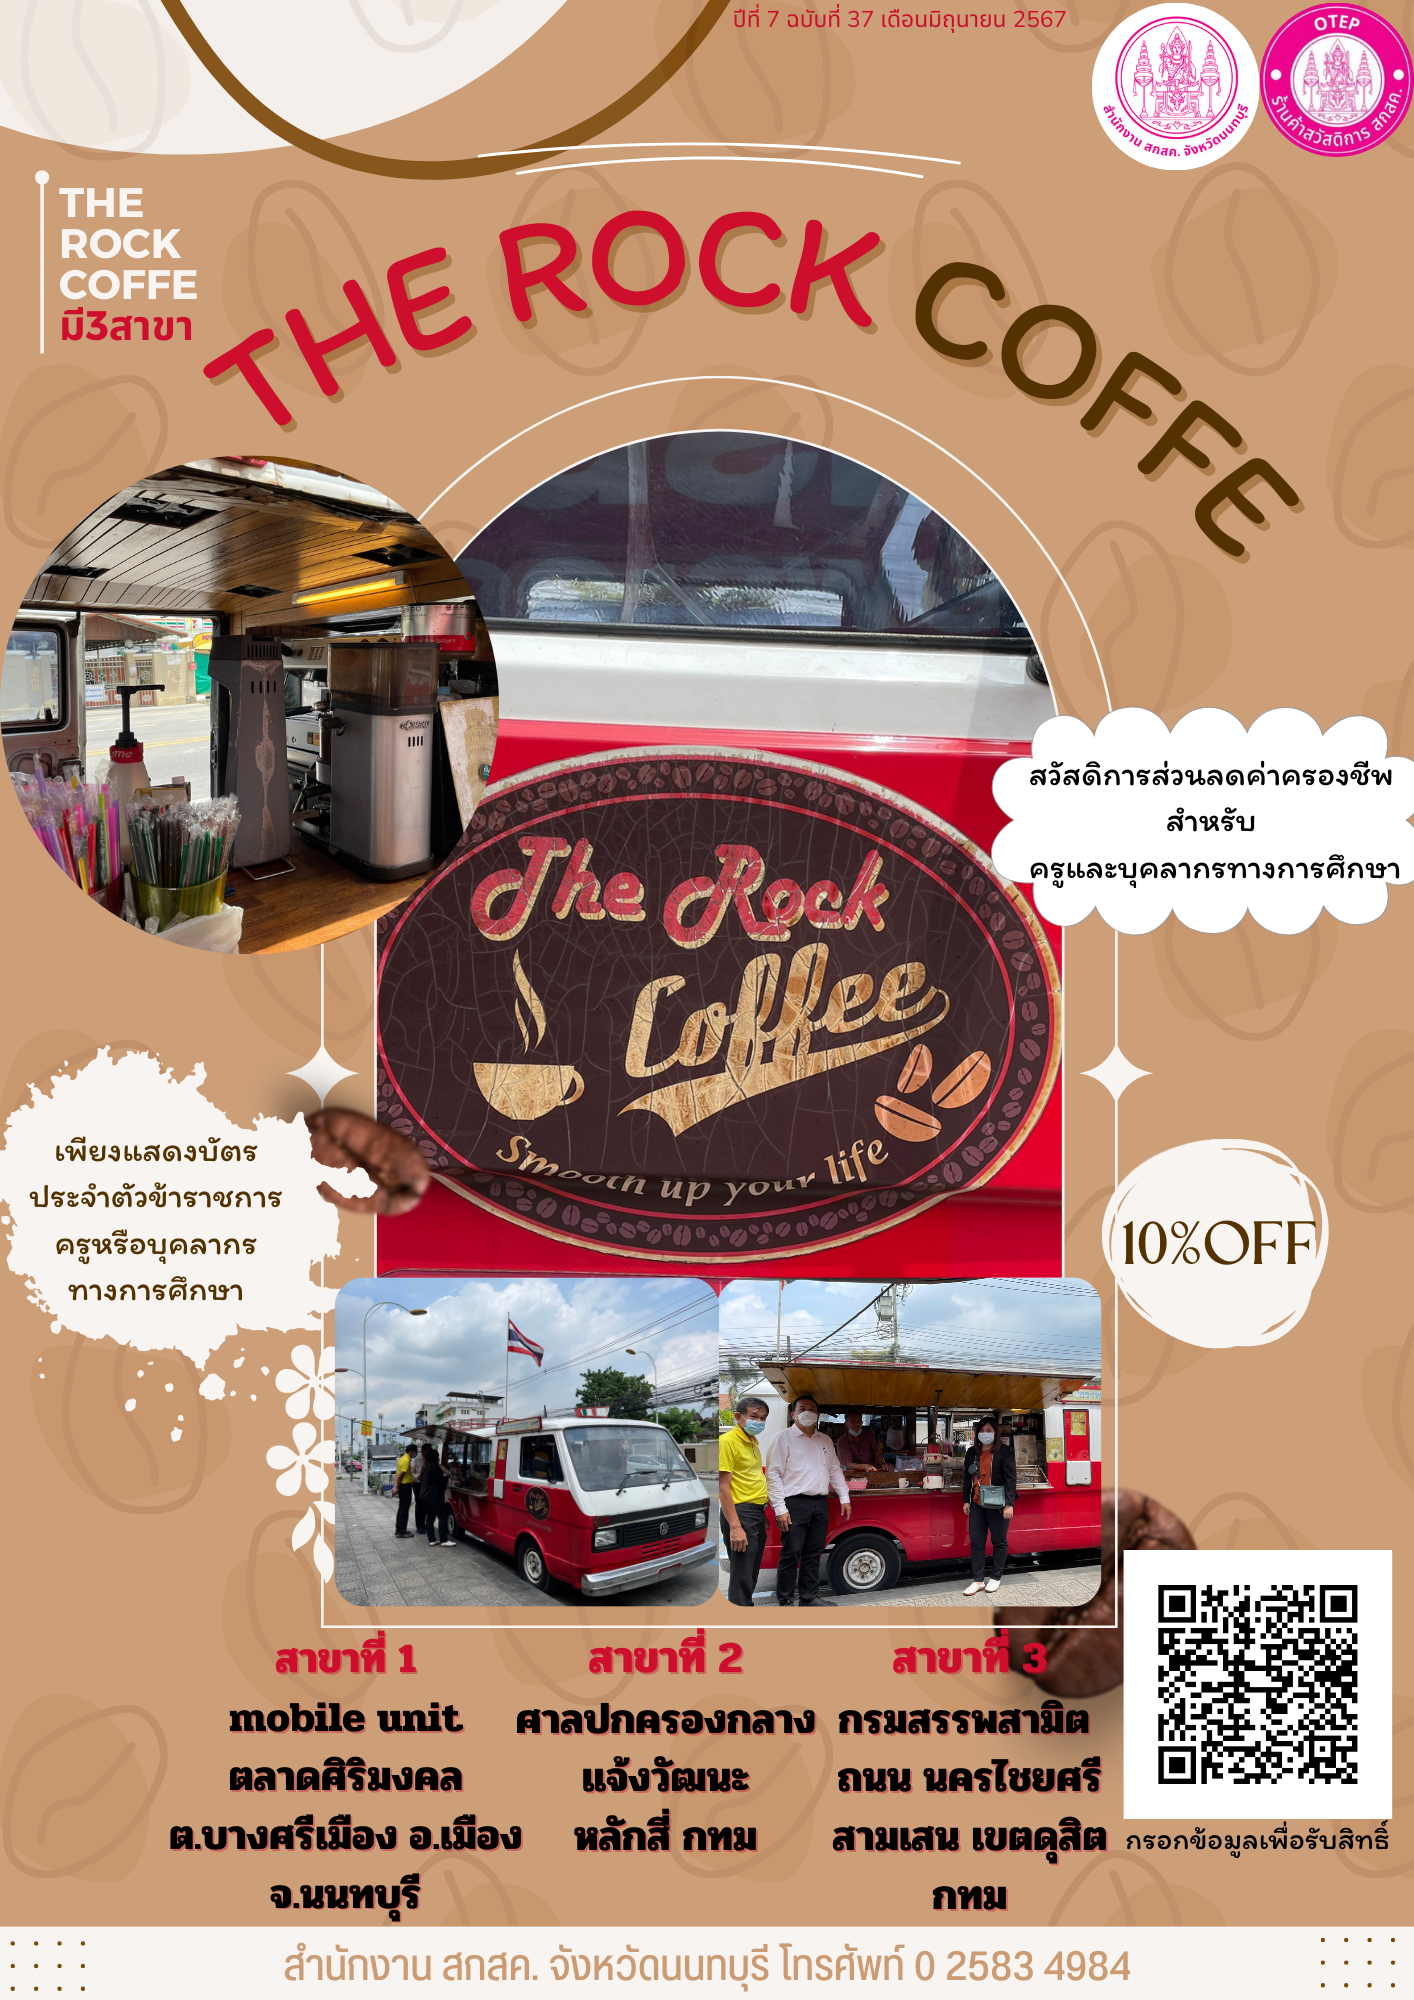 ปีที่ 7 ฉบับที่ 37 เดือนมิถุนายน 2567
สำนักงาน สกสค. จังหวัดนนทบุรี
OTEP
ร้านค้าสวัสดิการ สกสค.
THE
ROCK
COFFE
มี3สาขา
THE ROCK COFFE
The Rock
Coffee
Smooth up your life
สวัสดิการส่วนลดค่าครองชีพ
สำหรับ
ครูและบุคลากรทางการศึกษา
เพียงแสดงบัตร
ประจำตัวข้าราชการ
ครูหรือบุคลากร
ทางการศึกษา
10%OFF
สาขาที่ 1
mobile unit
ตลาดศิริมงคล
ต.บางศรีเมือง อ.เมือง
จ.นนทบุรี
สาขาที่ 2
ศาลปกครองกลาง
แจ้งวัฒนะ
หลักสี่ กทม
สาขาที่ 3
กรมสรรพสามิต
ถนน นครไชยศรี
สามเสน เขตดุสิต
กทม
กรอกข้อมูลเพื่อรับสิทธิ์
สำนักงาน สกสค. จังหวัดนนทบุรี โทรศัพท์ 0 2583 4984